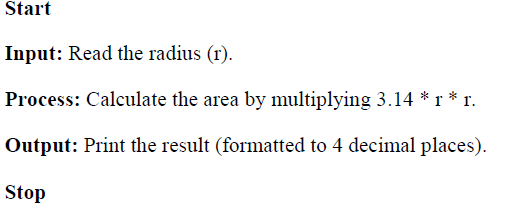 Start
Input: Read the radius (r).
Process: Calculate the area by multiplying 3.14 * r * r.
Output: Print the result (formatted to 4 decimal places).
Stop